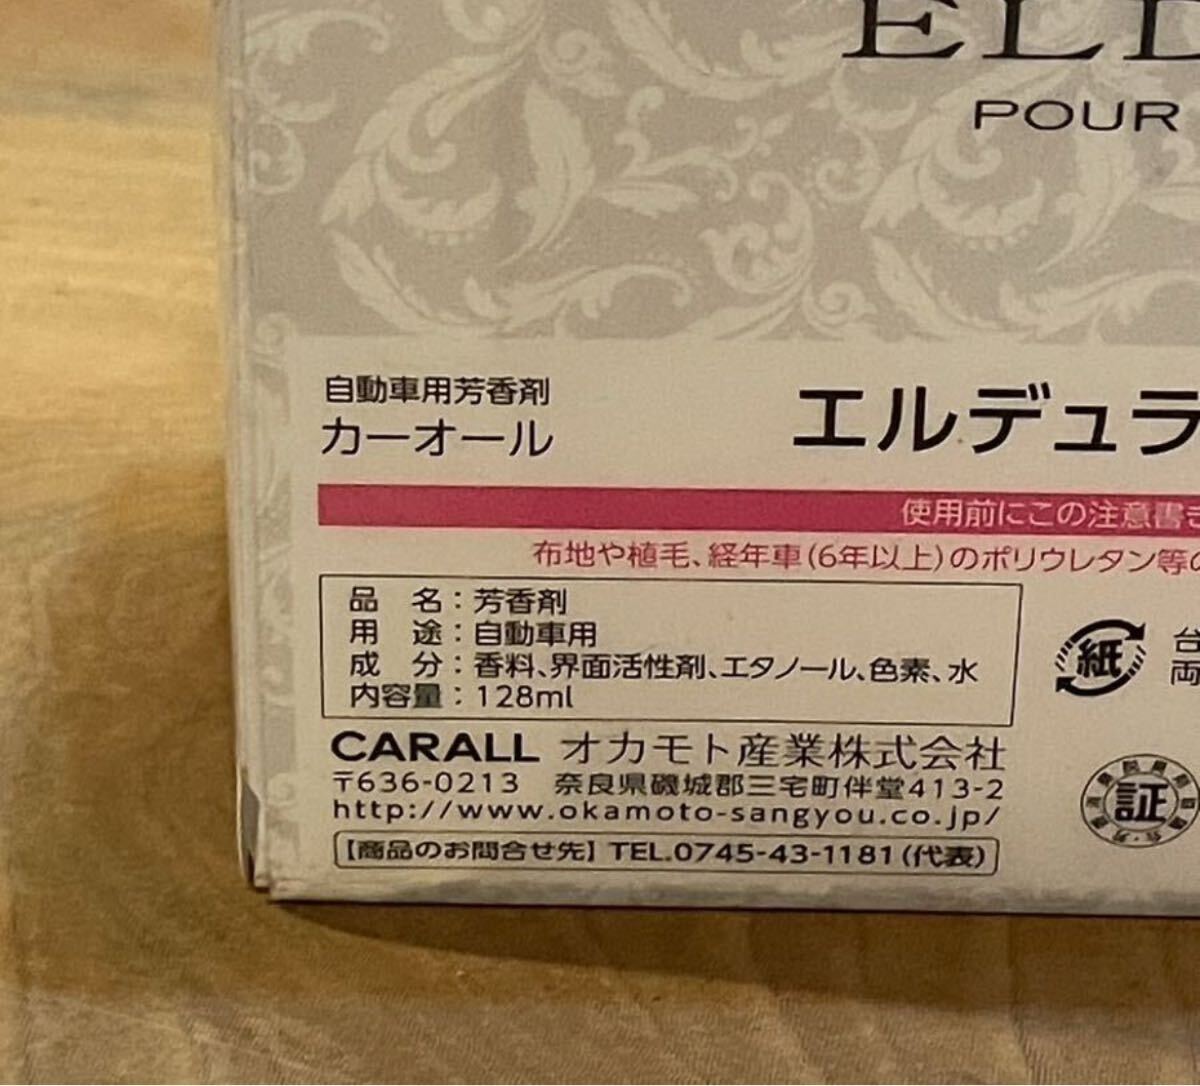 ELD
POUR
自動車用芳香剤
カーオール
エルデュラ
使用前にこの注意書
布地や植毛、経年車(6年以上)のポリウレタン等の
品 名：芳香剤
用 途：自動車用
成 分：香料、界面活性剤、エタノール、色素、水
内容量：128ml
紙
台
両
CARALL オカモト産業株式会社
〒636-0213 奈良県磯城郡三宅町伴堂413-2
http://www.okamoto-sangyou.co.jp/
【商品のお問合せ先】TEL.0745-43-1181(代表)
証